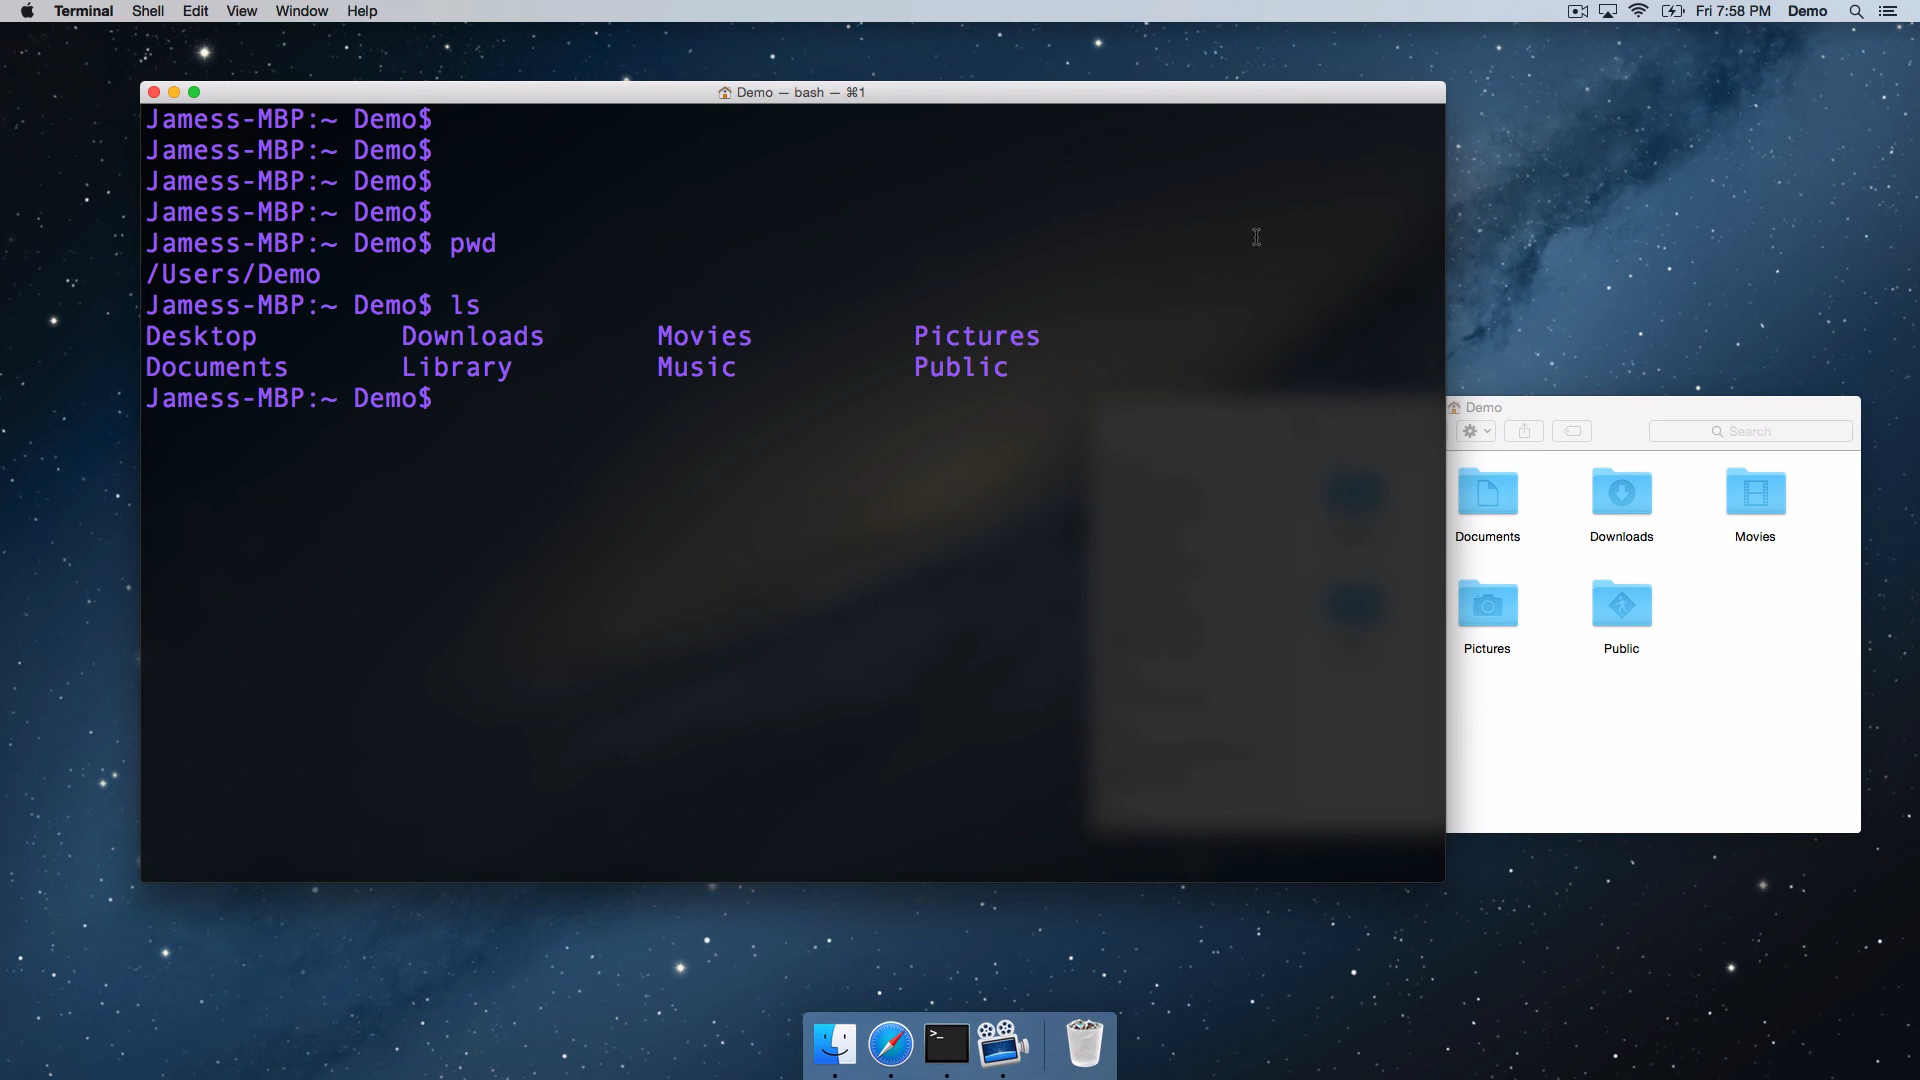 Terminal Shell Edit View Window Help Fri 7:58 PM Demo
Demo — bash — ⌘1
Jamess-MBP:~ Demo$
Jamess-MBP:~ Demo$
Jamess-MBP:~ Demo$
Jamess-MBP:~ Demo$
Jamess-MBP:~ Demo$ pwd
/Users/Demo
Jamess-MBP:~ Demo$ ls
Desktop Downloads Movies Pictures
Documents Library Music Public
Jamess-MBP:~ Demo$
Demo
Search
Documents Downloads Movies
Pictures Public
>_